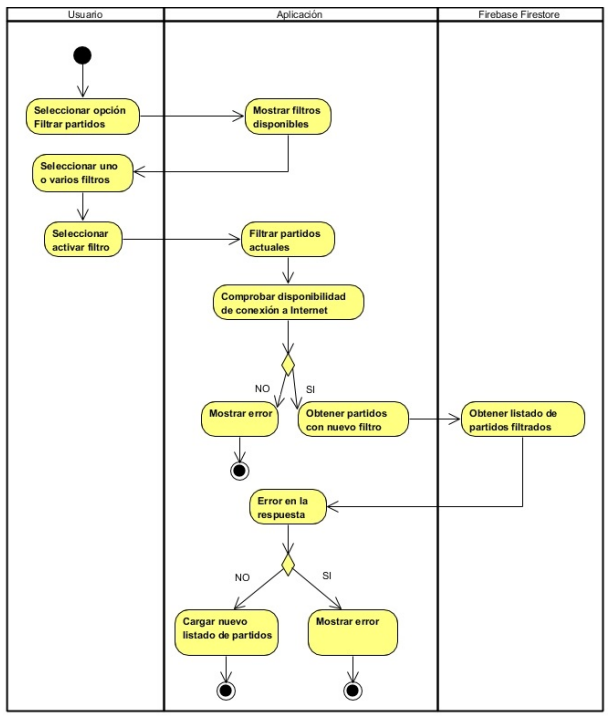 Usuario
Aplicación
Firebase Firestore
Seleccionar opción
Filtrar partidos
Mostrar filtros
disponibles
Seleccionar uno
o varios filtros
Seleccionar
activar filtro
Filtrar partidos
actuales
Comprobar disponibilidad
de conexión a Internet
NO
SI
Mostrar error
Obtener partidos
con nuevo filtro
Obtener listado de
partidos filtrados
Error en la
respuesta
NO
SI
Cargar nuevo
listado de partidos
Mostrar error